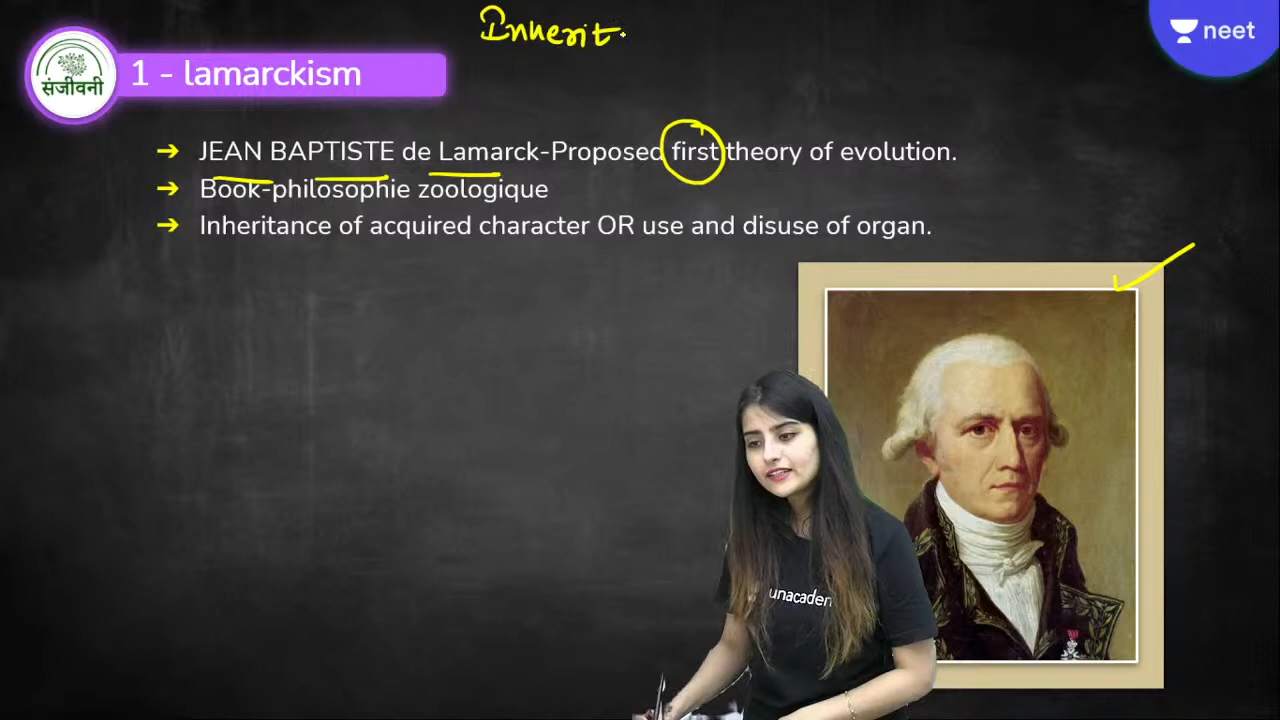 Inherit
neet
संजीवनी
1 - lamarckism
➔ JEAN BAPTISTE de Lamarck-Proposed first theory of evolution.
➔ Book-philosophie zoologique
➔ Inheritance of acquired character OR use and disuse of organ.
unacadem